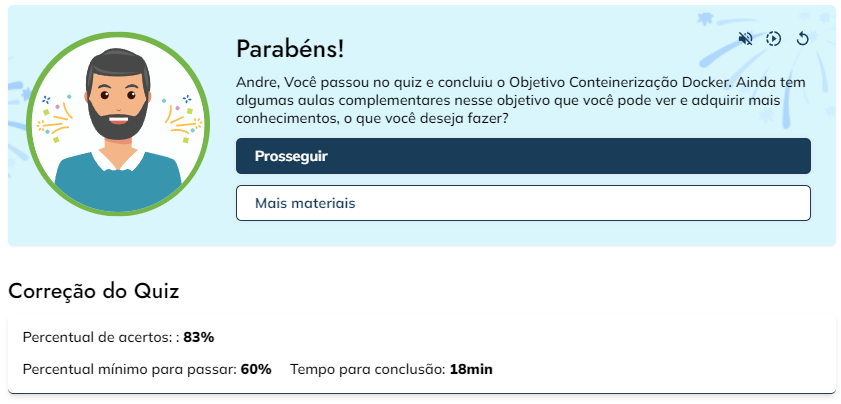 Parabéns!
Andre, Você passou no quiz e concluiu o Objetivo Conteinerização Docker. Ainda tem
algumas aulas complementares nesse objetivo que você pode ver e adquirir mais
conhecimentos, o que você deseja fazer?
Prosseguir
Mais materiais
Correção do Quiz
Percentual de acertos: : 83%
Percentual mínimo para passar: 60% Tempo para conclusão: 18min